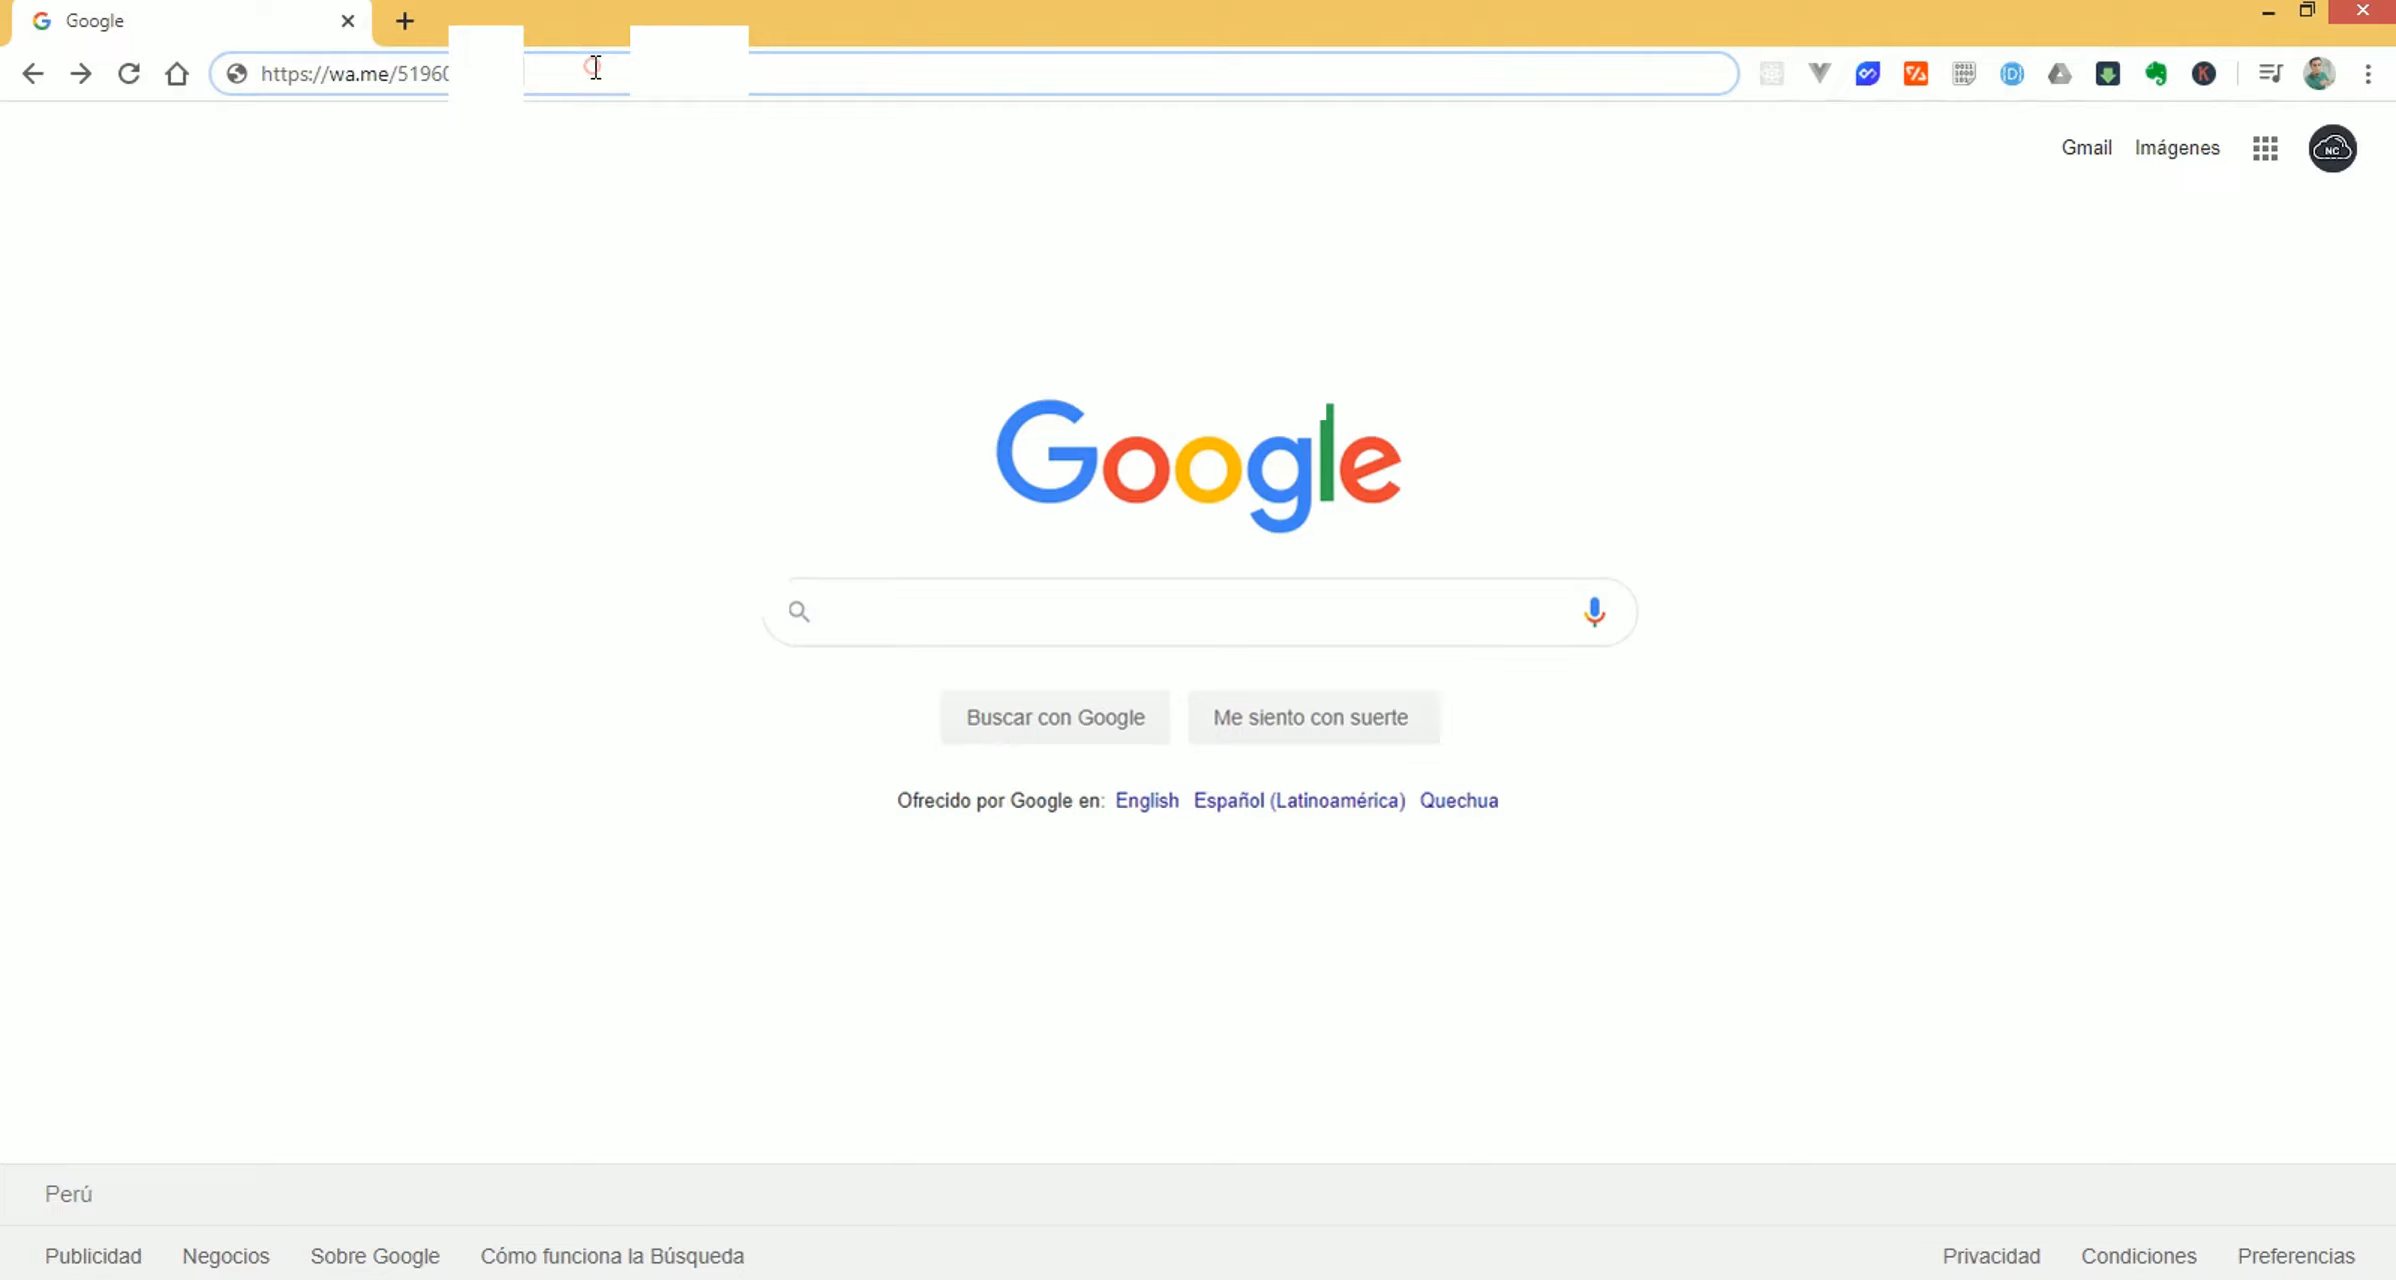 Google
https://wa.me/51960
Gmail Imágenes
NC
Google
Buscar con Google Me siento con suerte
Ofrecido por Google en: English Español (Latinoamérica) Quechua
Perú
Publicidad Negocios Sobre Google Cómo funciona la Búsqueda Privacidad Condiciones Preferencias